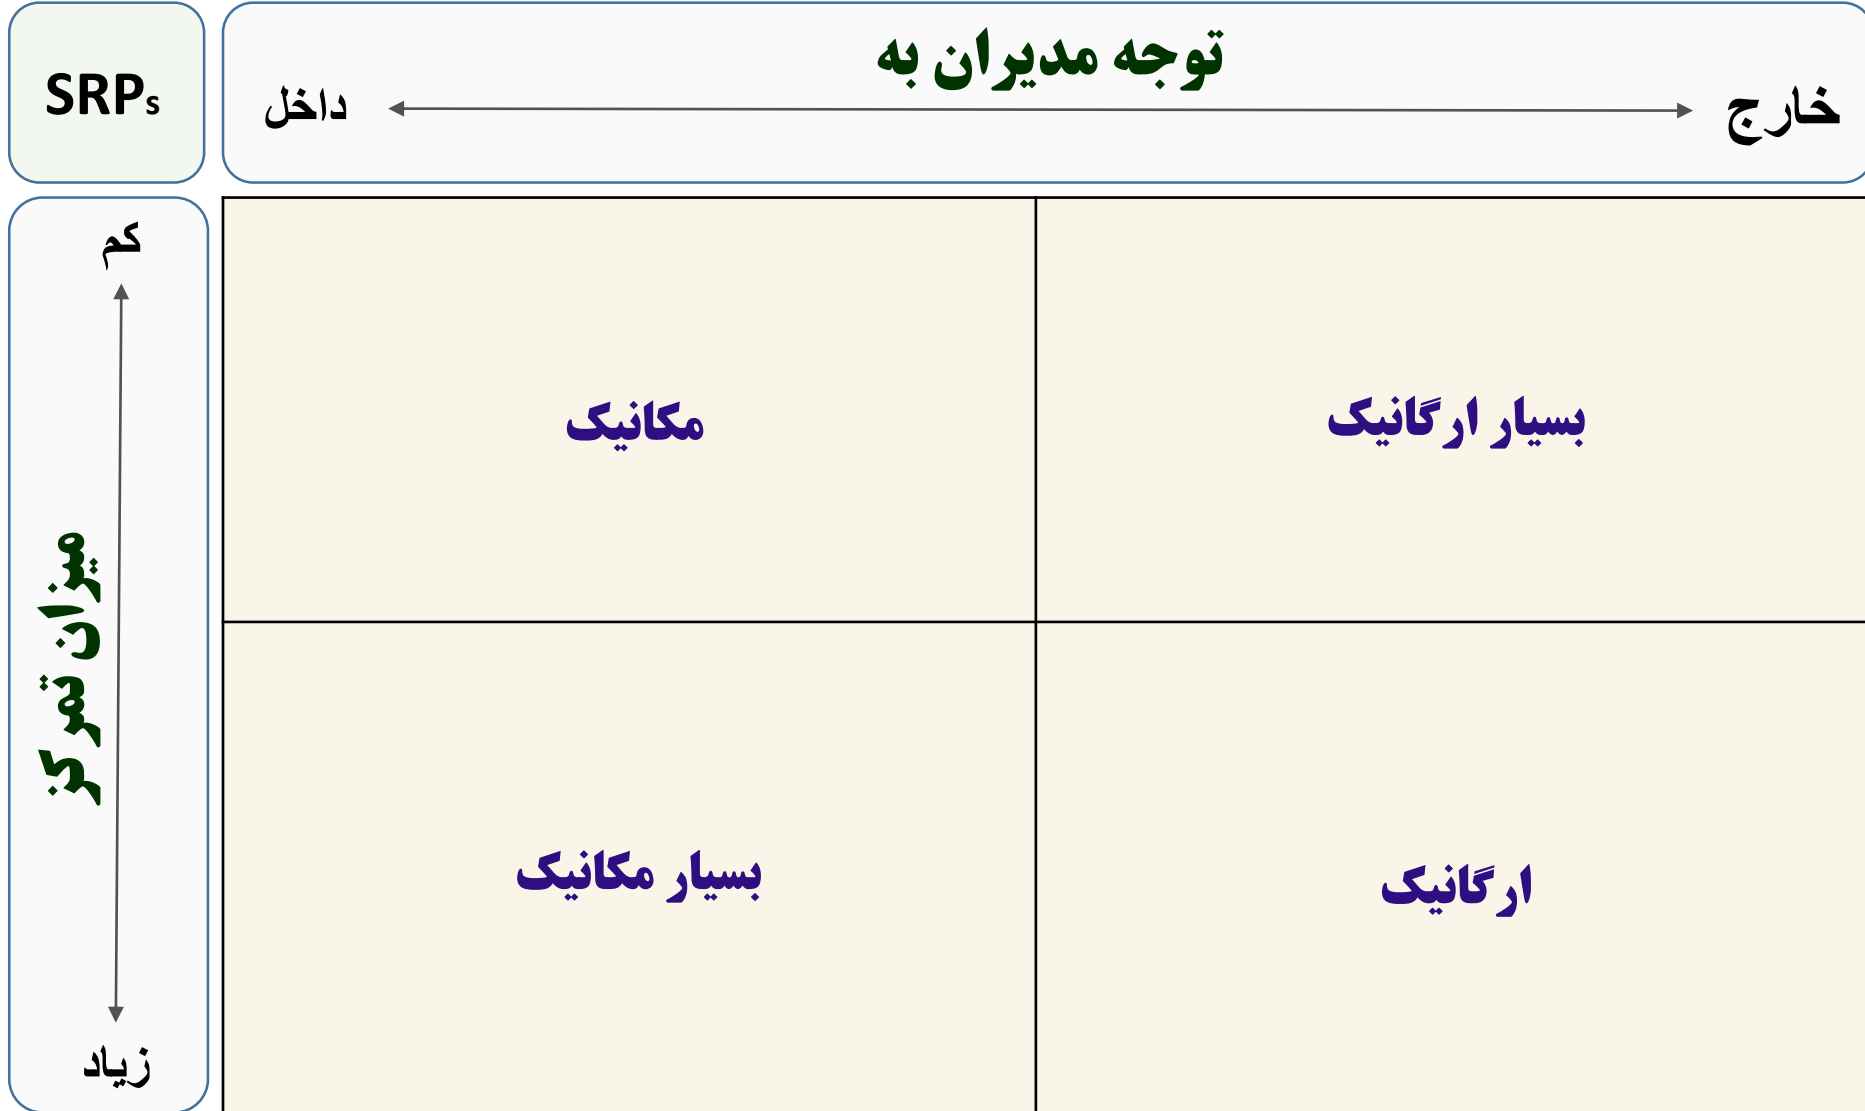 SRPs
توجه مدیران به
خارج
داخل
کم
میزان تمرکز
زیاد
بسیار ارگانیک
مکانیک
ارگانیک
بسیار مکانیک